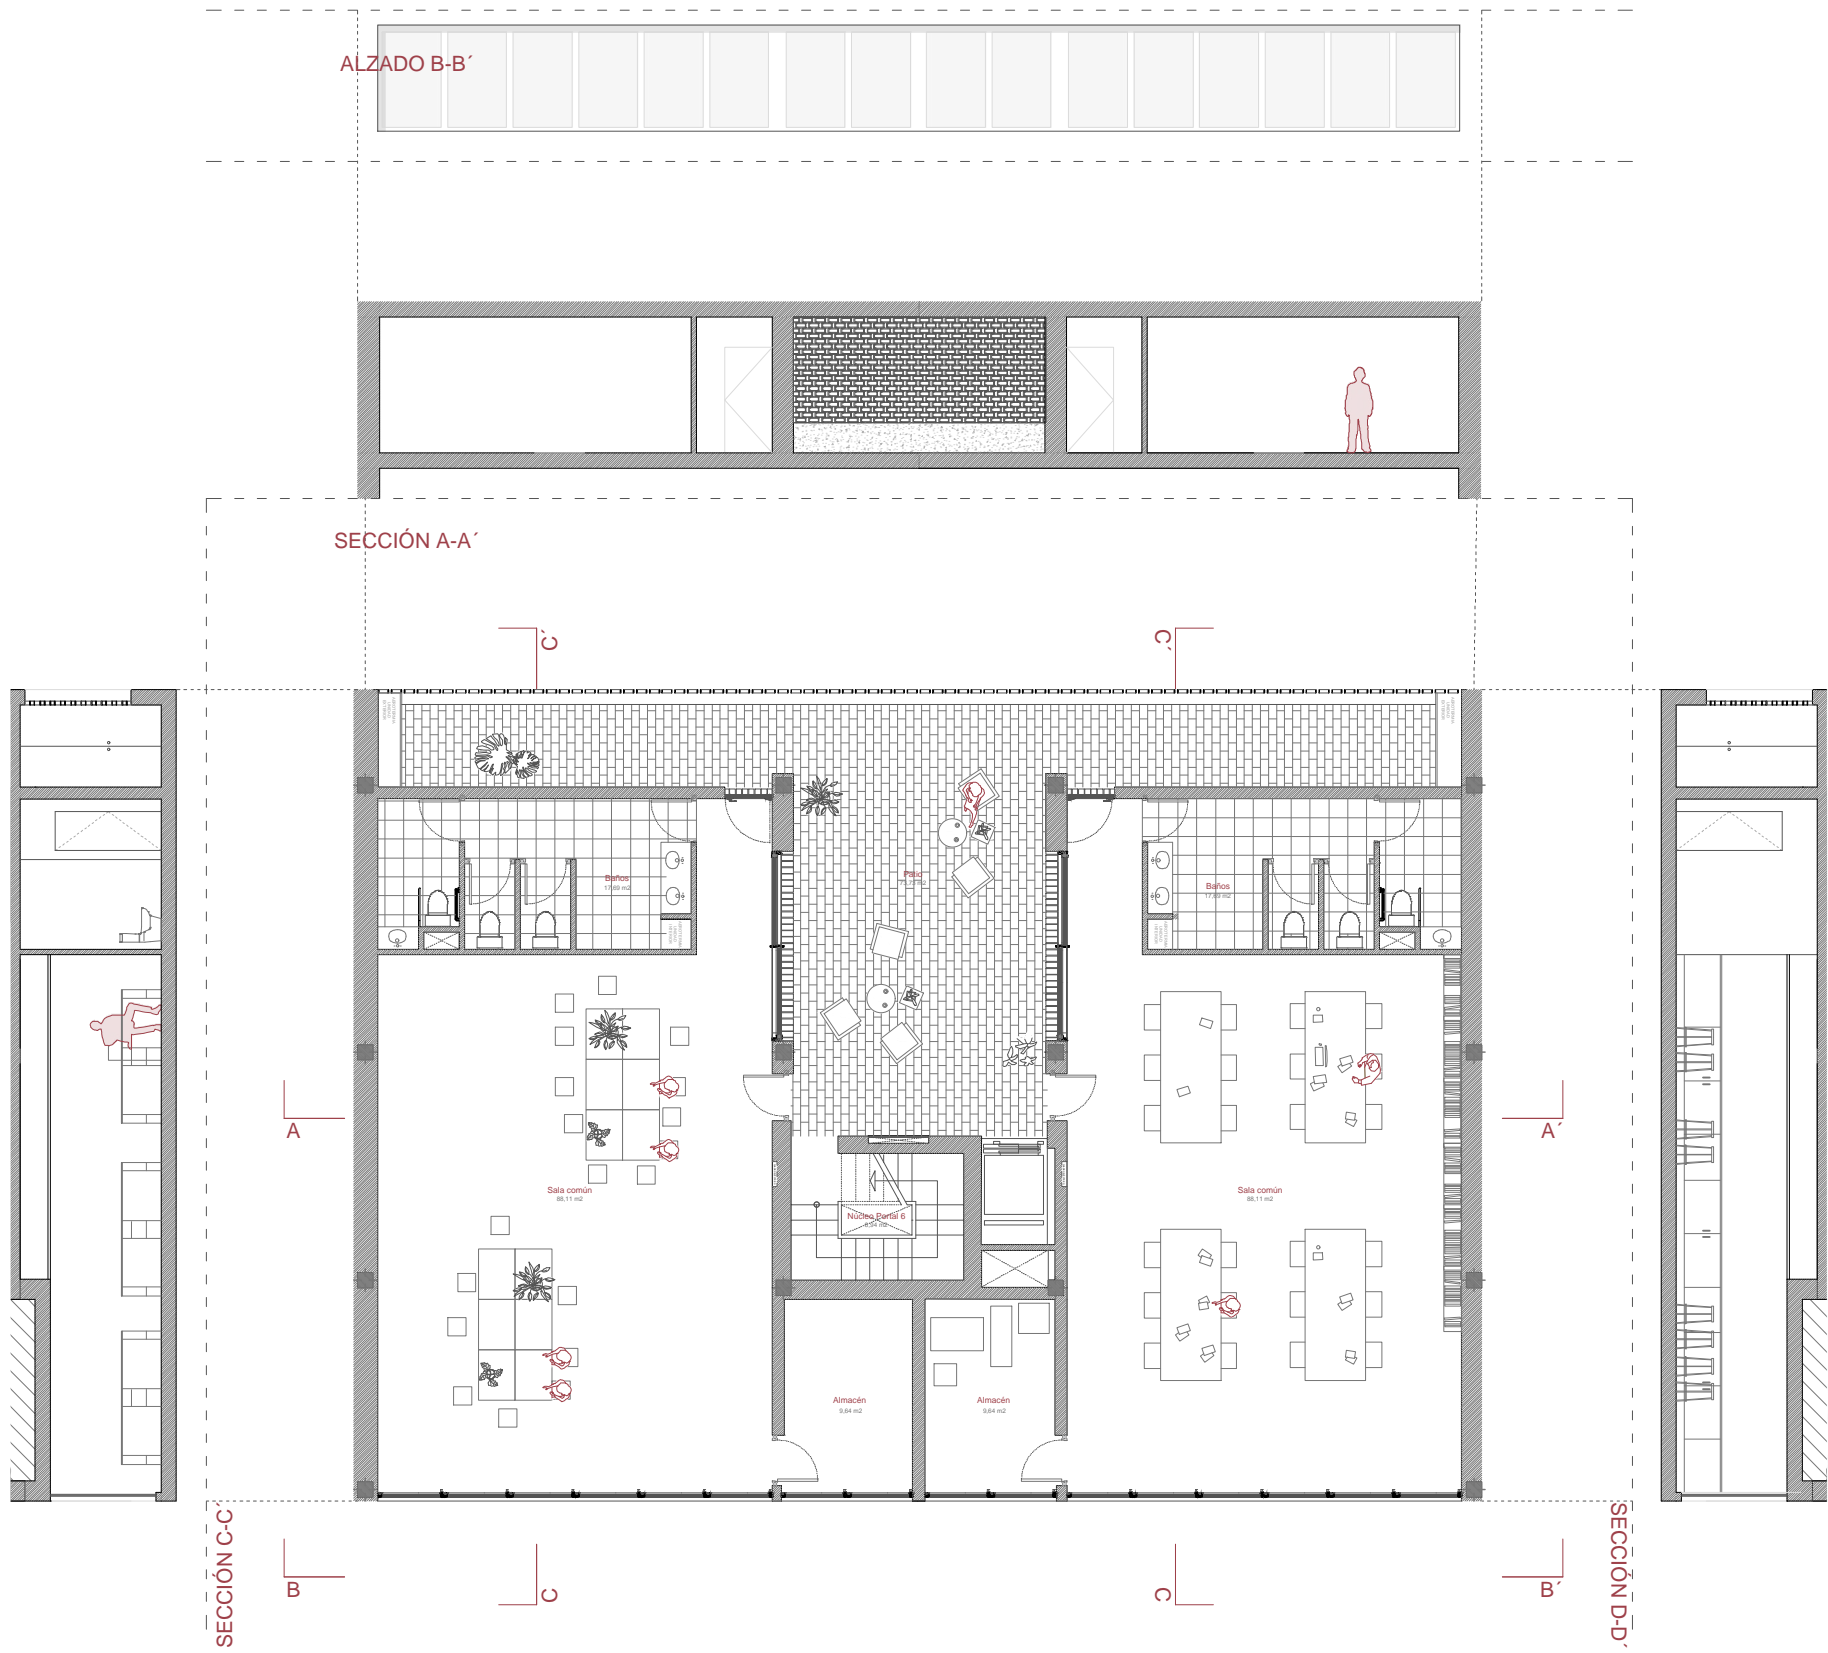 ALZADO B-B´
SECCIÓN A-A´
C´
C´
Baños
17,69 m2
Patio
Baños
17,69 m2
A
A´
Sala común
88,11 m2
Núcleo Portal 6
Sala común
88,11 m2
Almacén
9,64 m2
Almacén
9,64 m2
SECCIÓN C-C´
B
C
C
B´
SECCIÓN D-D´